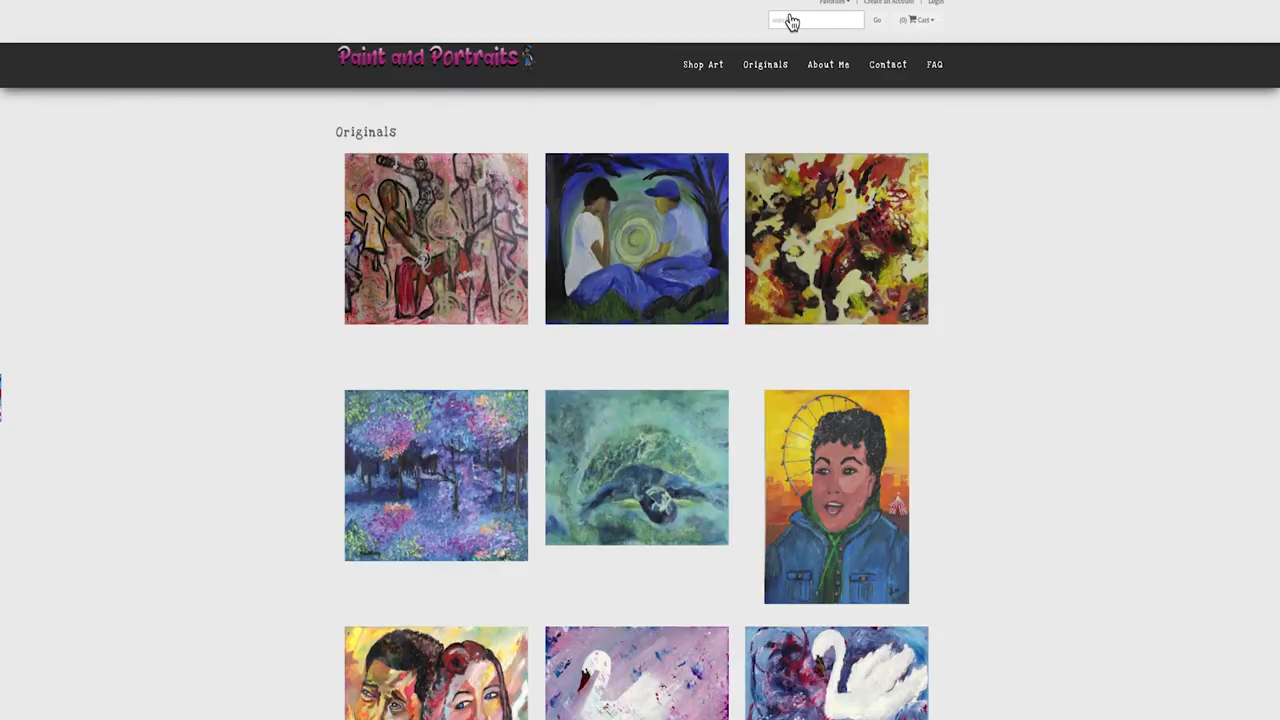 Favorites | Create an Account | Login
Go (0) Cart
Paint and Portraits
Shop Art Originals About Me Contact FAQ
Originals